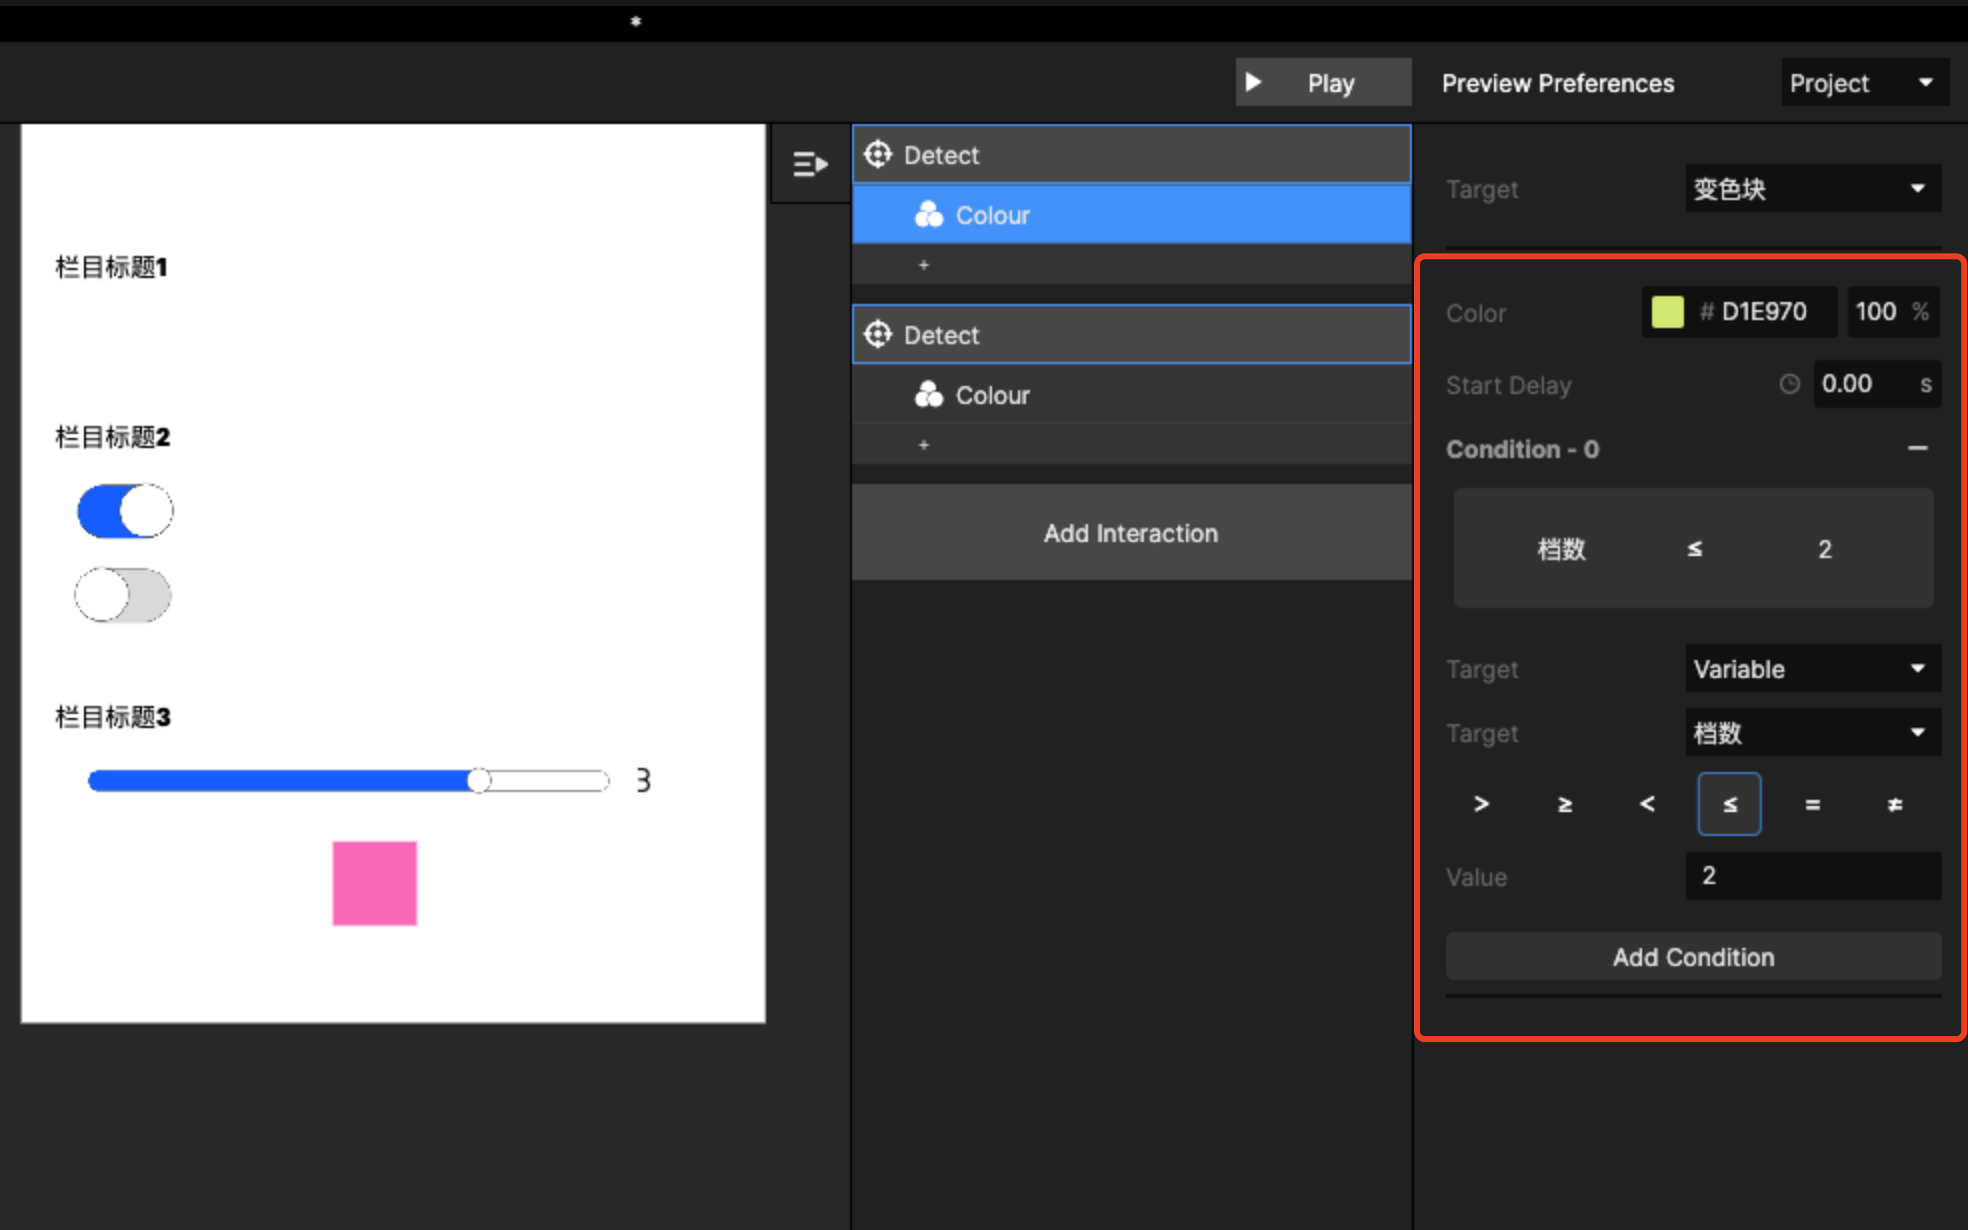 *
Play
Preview Preferences
Project
栏目标题1
栏目标题2
栏目标题3
3
Detect
Colour
+
Detect
Colour
+
Add Interaction
Target 变色块
Color # D1E970 100 %
Start Delay 0.00 s
Condition - 0
档数 ≤ 2
Target Variable
Target 档数
> ≥ < ≤ = ≠
Value 2
Add Condition